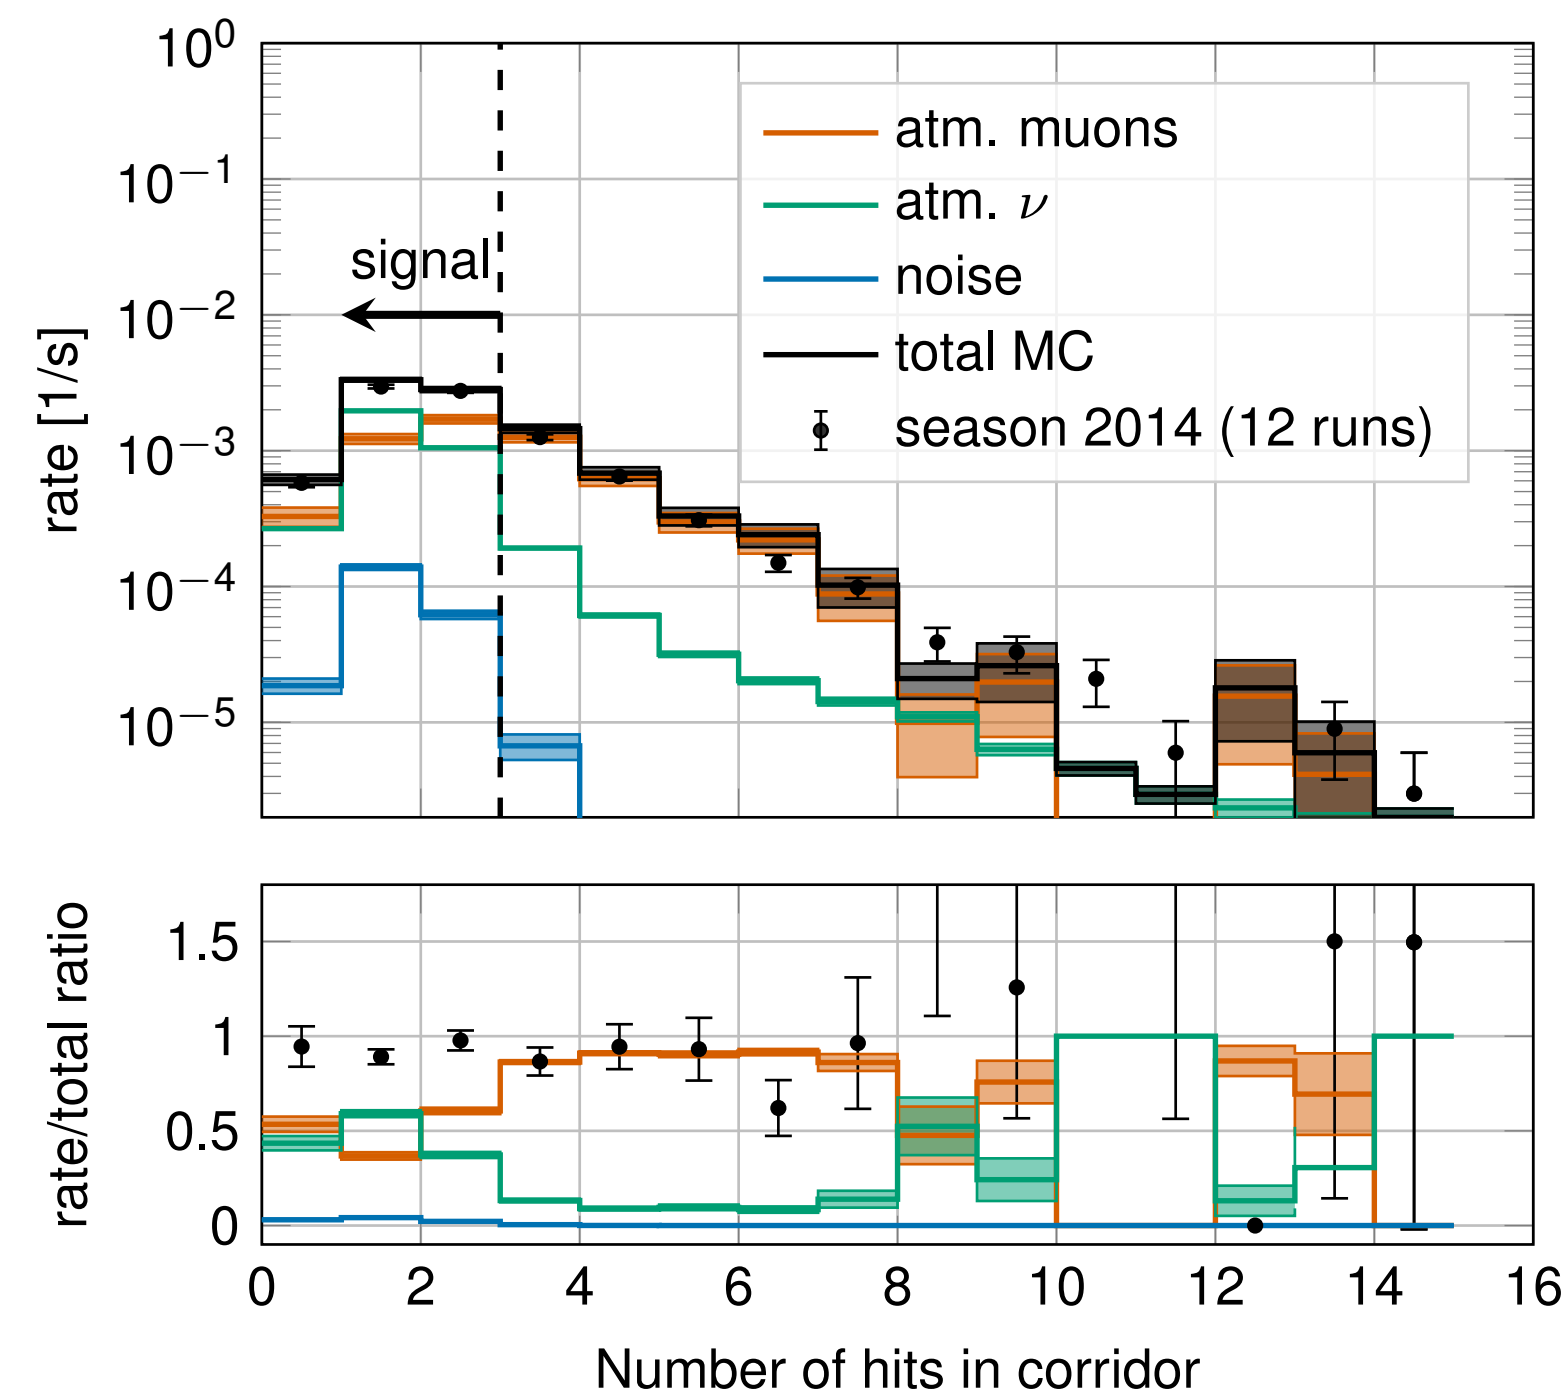 10⁰
10⁻¹
10⁻²
10⁻³
10⁻⁴
10⁻⁵
rate [1/s]
signal
atm. muons
atm. ν
noise
total MC
season 2014 (12 runs)
1.5
1
0.5
0
rate/total ratio
0 2 4 6 8 10 12 14 16
Number of hits in corridor